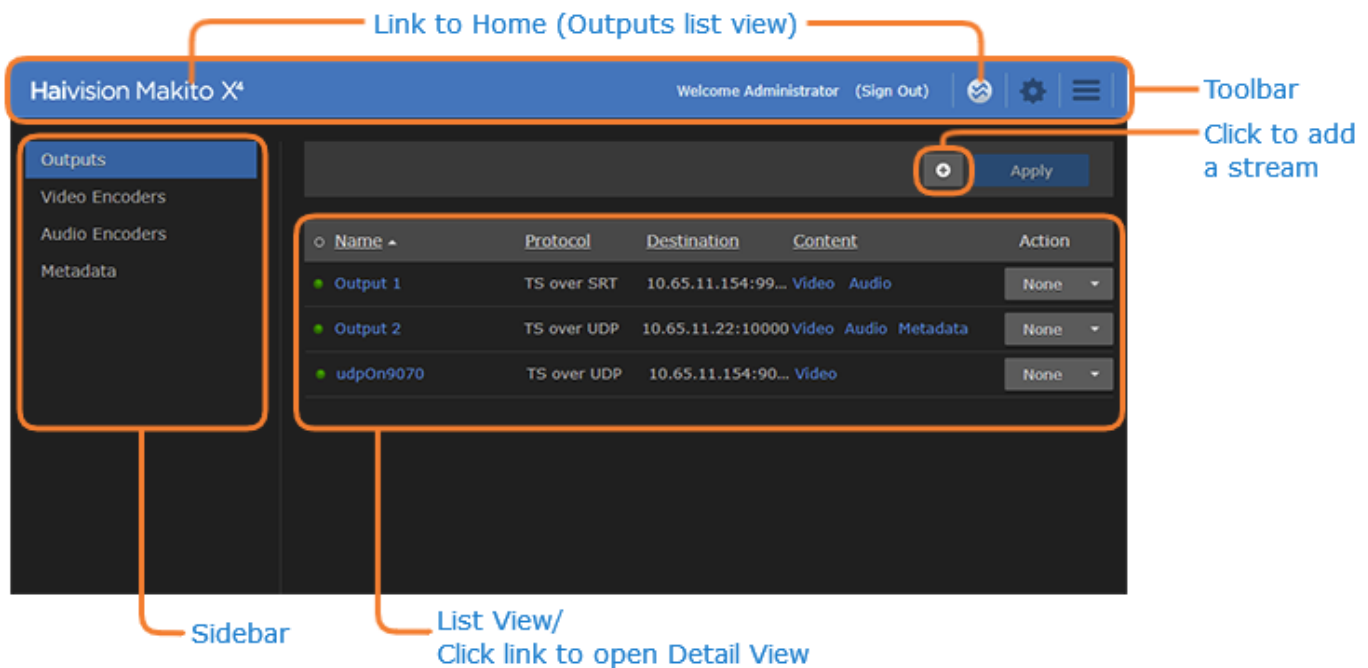 Link to Home (Outputs list view)
Haivision Makito X⁴
Welcome Administrator (Sign Out)
Toolbar
Click to add
a stream
Apply
Outputs
Video Encoders
Audio Encoders
Metadata
Name Protocol Destination Content Action
Output 1 TS over SRT 10.65.11.154:99... Video Audio None
Output 2 TS over UDP 10.65.11.22:10000 Video Audio Metadata None
udpOn9070 TS over UDP 10.65.11.154:90... Video None
Sidebar
List View/
Click link to open Detail View